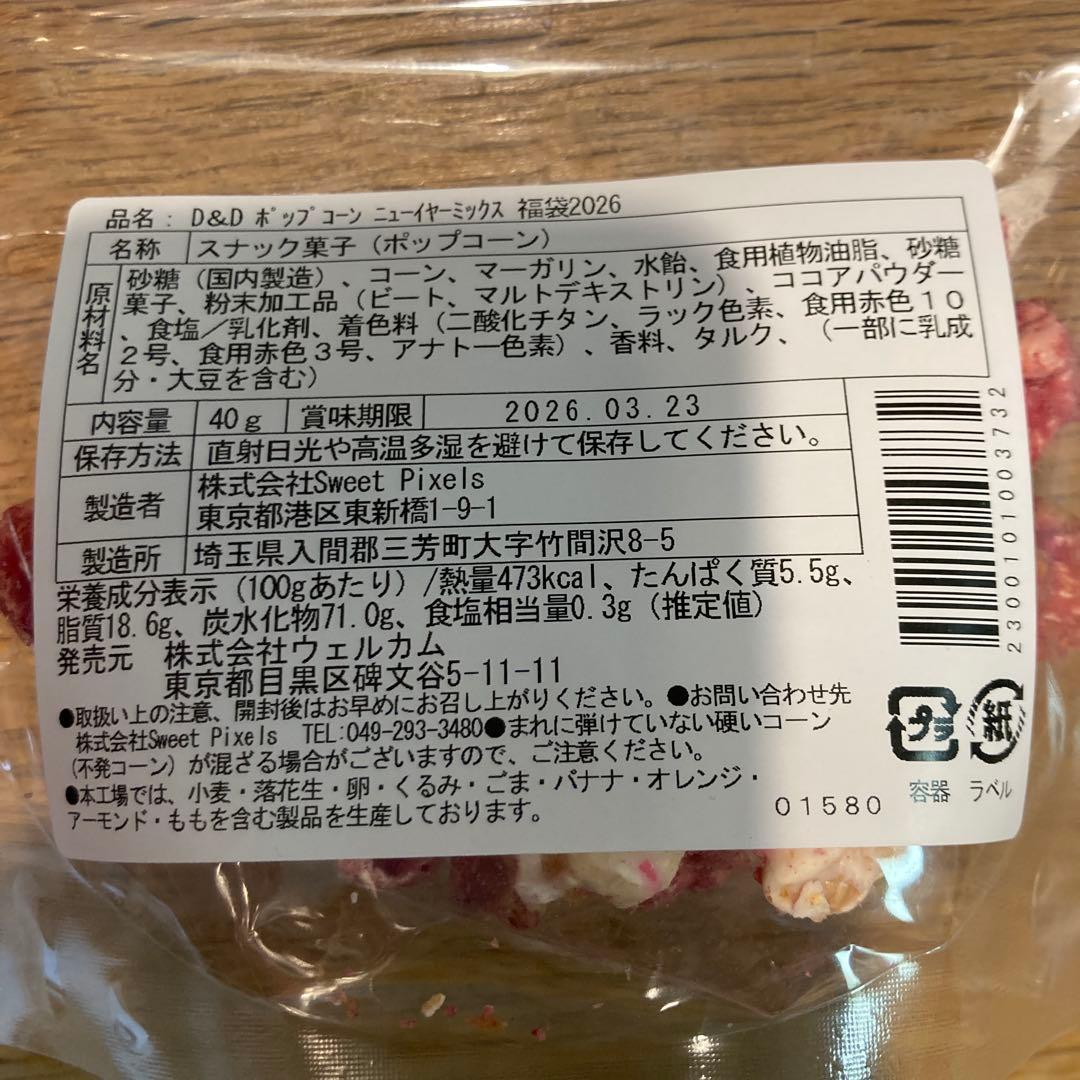 品名: D&D ポップコーン ニューイヤーミックス 福袋2026
名称 スナック菓子(ポップコーン)
原材料名 砂糖(国内製造)、コーン、マーガリン、水飴、食用植物油脂、砂糖
菓子、粉末加工品(ビート、マルトデキストリン)、ココアパウダー
、食塩/乳化剤、着色料(二酸化チタン、ラック色素、食用赤色10
2号、食用赤色3号、アナトー色素)、香料、タルク、(一部に乳成
分・大豆を含む)
内容量 40g 賞味期限 2026.03.23
保存方法 直射日光や高温多湿を避けて保存してください。
製造者 株式会社Sweet Pixels
東京都港区東新橋1-9-1
製造所 埼玉県入間郡三芳町大字竹間沢8-5
栄養成分表示(100gあたり)/熱量473kcal、たんぱく質5.5g、
脂質18.6g、炭水化物71.0g、食塩相当量0.3g(推定値)
発売元 株式会社ウェルカム
東京都目黒区碑文谷5-11-11
●取扱い上の注意、開封後はお早めにお召し上がりください。●お問い合わせ先
株式会社Sweet Pixels TEL:049-293-3480●まれに弾けていない硬いコーン
(不発コーン)が混ざる場合がございますので、ご注意ください。
●本工場では、小麦・落花生・卵・くるみ・ごま・バナナ・オレンジ・
アーモンド・ももを含む製品を生産しております。
01580
2300101003732
プラ 紙
容器 ラベル